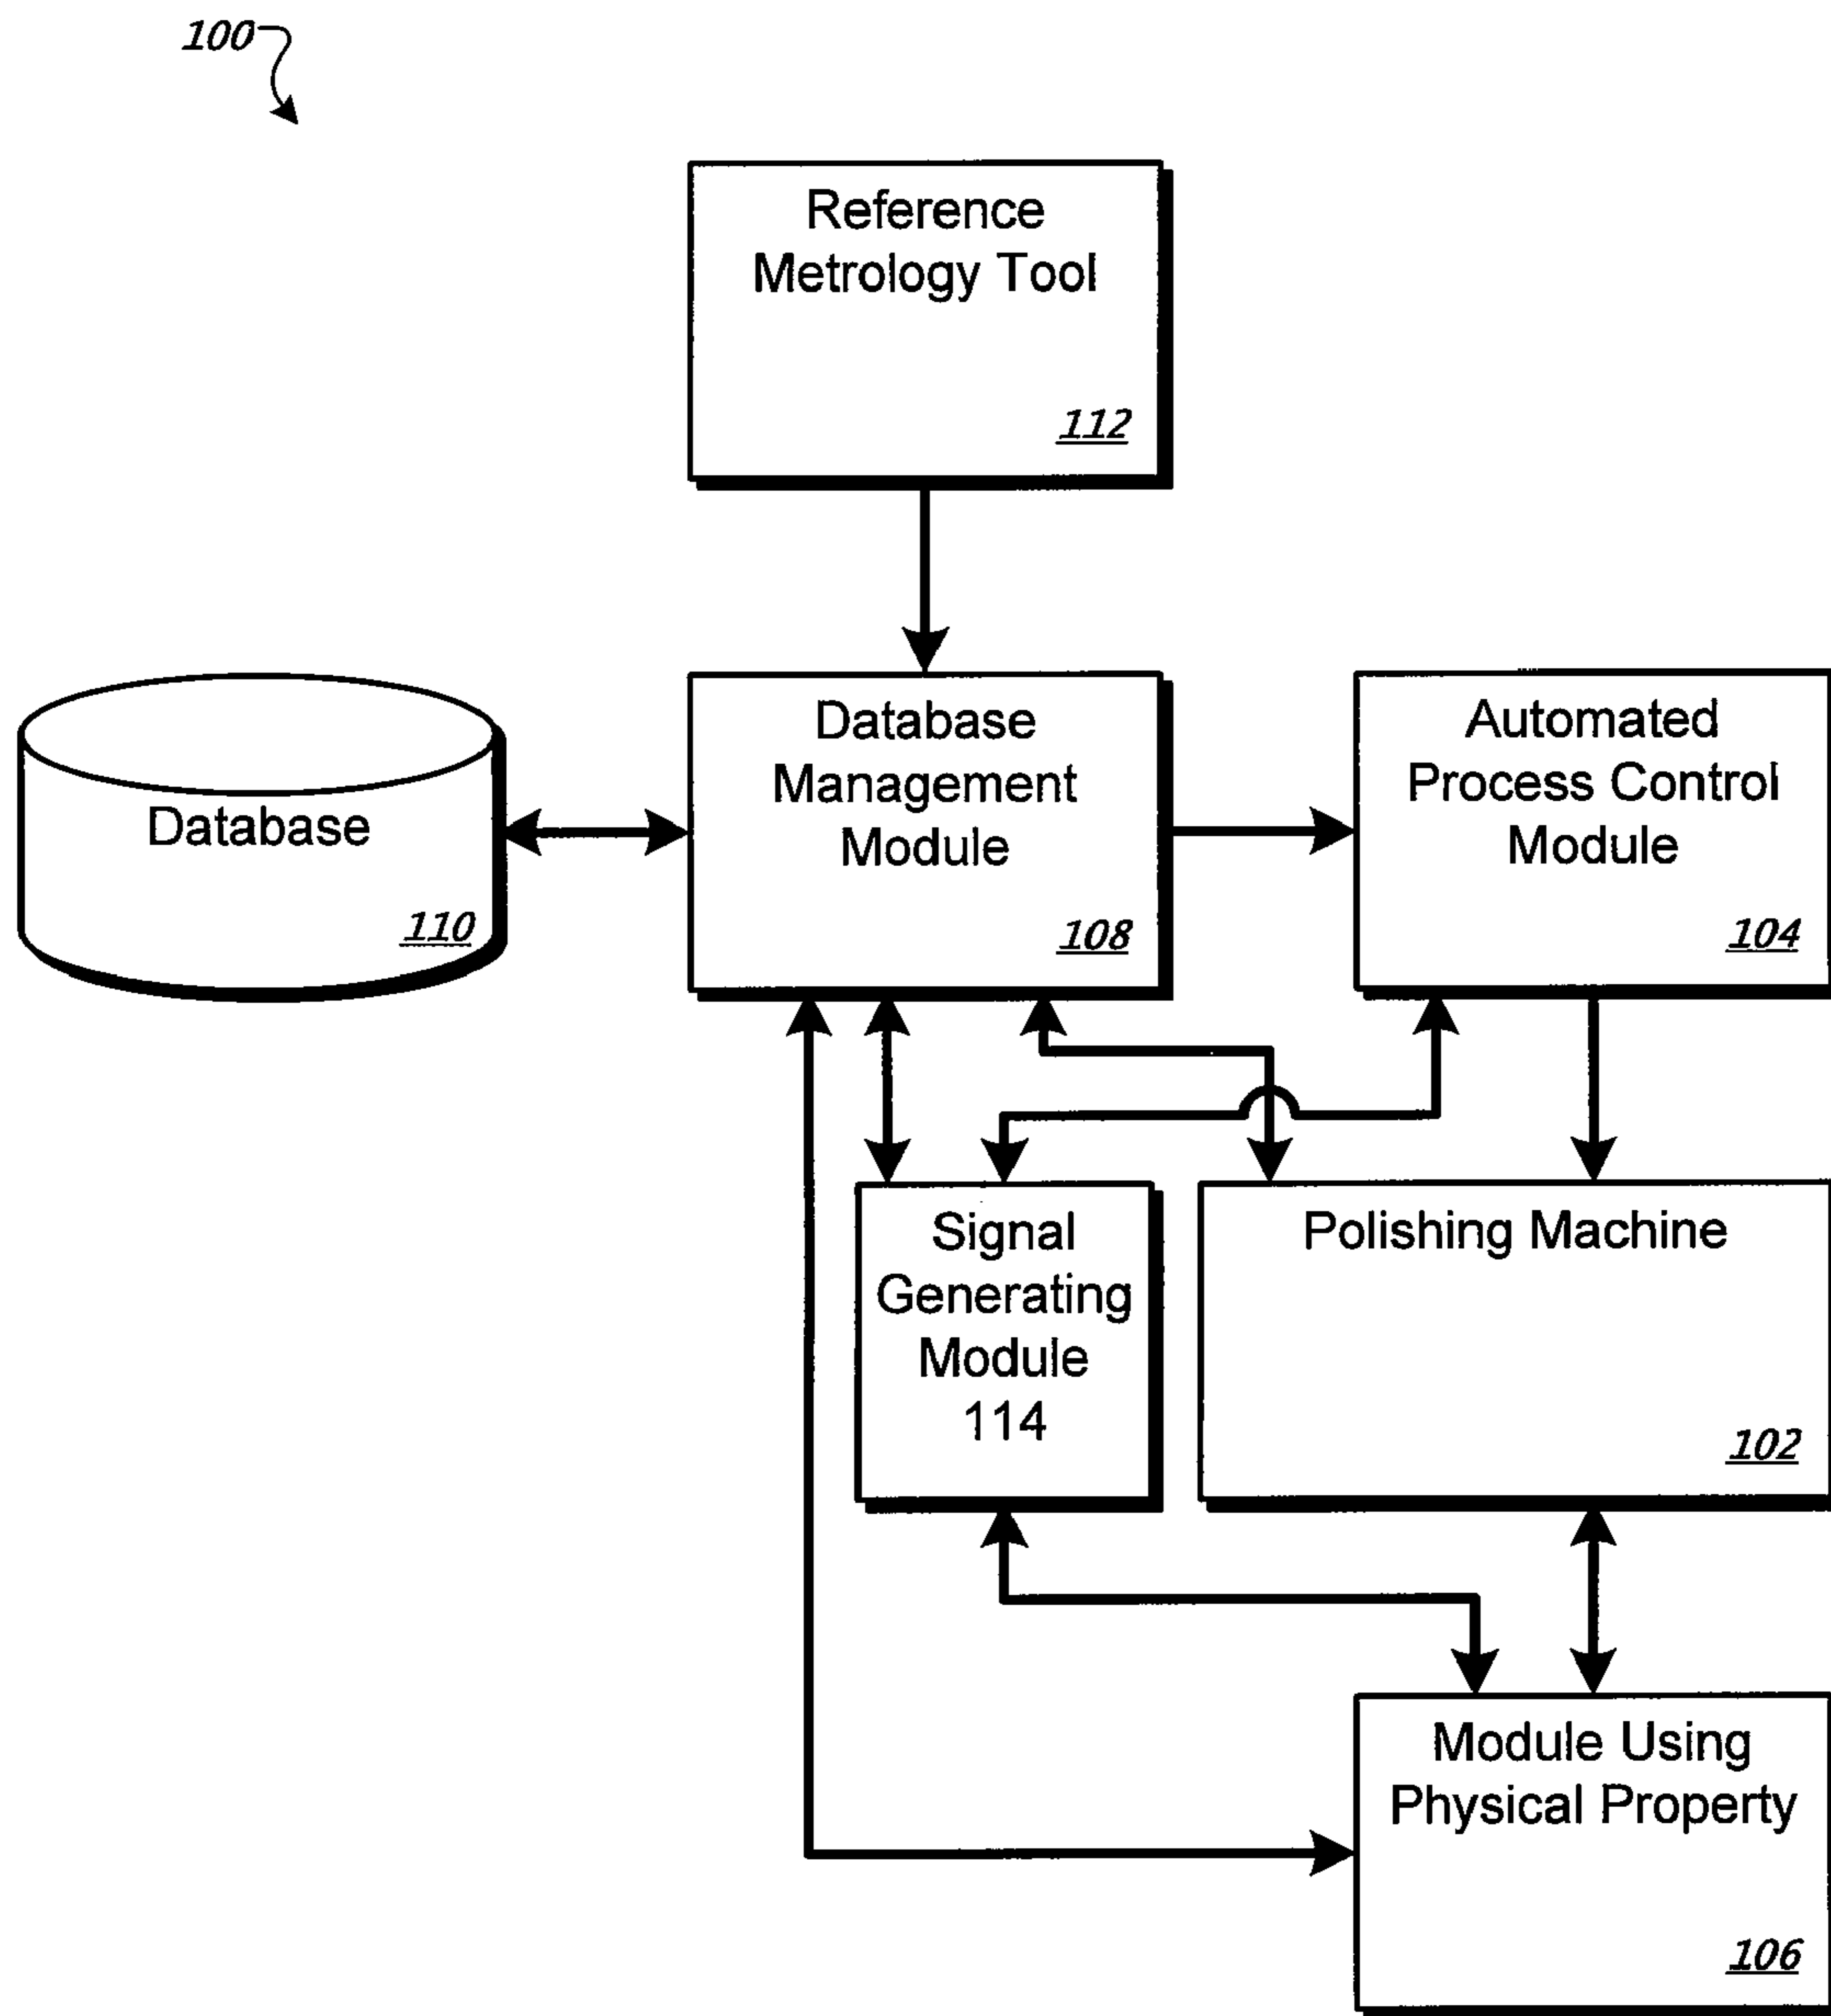 100
Reference
Metrology Tool
112
Database
110
Database
Management
Module
108
Automated
Process Control
Module
104
Signal
Generating
Module
114
Polishing Machine
102
Module Using
Physical Property
106